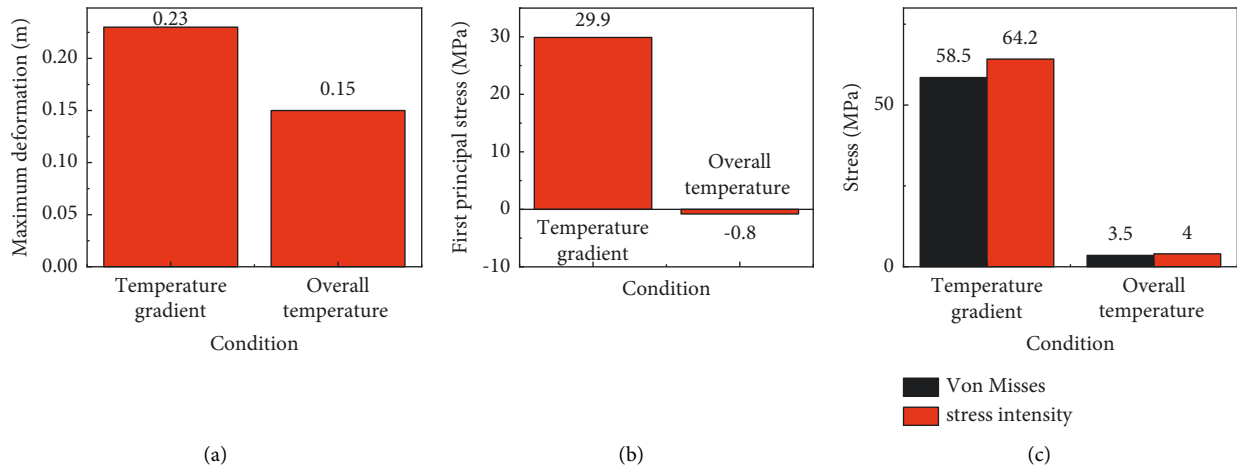 Maximum deformation (m)
0.20
0.15
0.10
0.05
0.00
0.23
0.15
Temperature
gradient
Overall
temperature
Condition
(a)
First principal stress (MPa)
30
20
10
0
-10
29.9
Overall
temperature
Temperature
gradient
-0.8
Condition
(b)
Stress (MPa)
50
0
58.5
64.2
3.5
4
Temperature
gradient
Overall
temperature
Condition
Von Misses
stress intensity
(c)